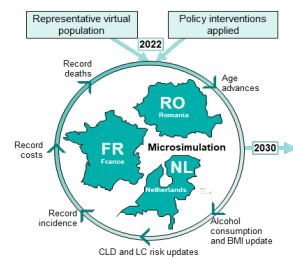 Representative virtual
population
Policy interventions
applied
2022
Record
deaths
Age
advances
RO
Romania
FR
France
Microsimulation
NL
Netherlands
2030
Record
costs
Record
incidence
Alcohol
consumption
and BMI update
CLD and LC risk updates